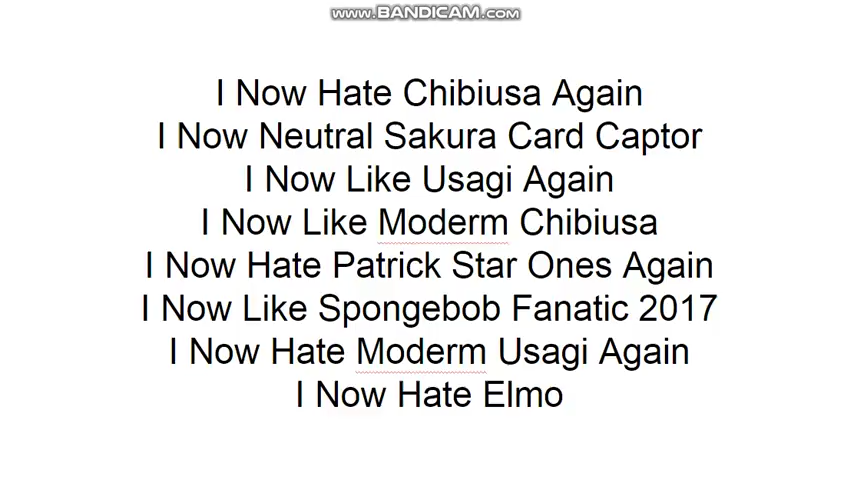 www.BANDICAM.com
I Now Hate Chibiusa Again
I Now Neutral Sakura Card Captor
I Now Like Usagi Again
I Now Like Moderm Chibiusa
I Now Hate Patrick Star Ones Again
I Now Like Spongebob Fanatic 2017
I Now Hate Moderm Usagi Again
I Now Hate Elmo